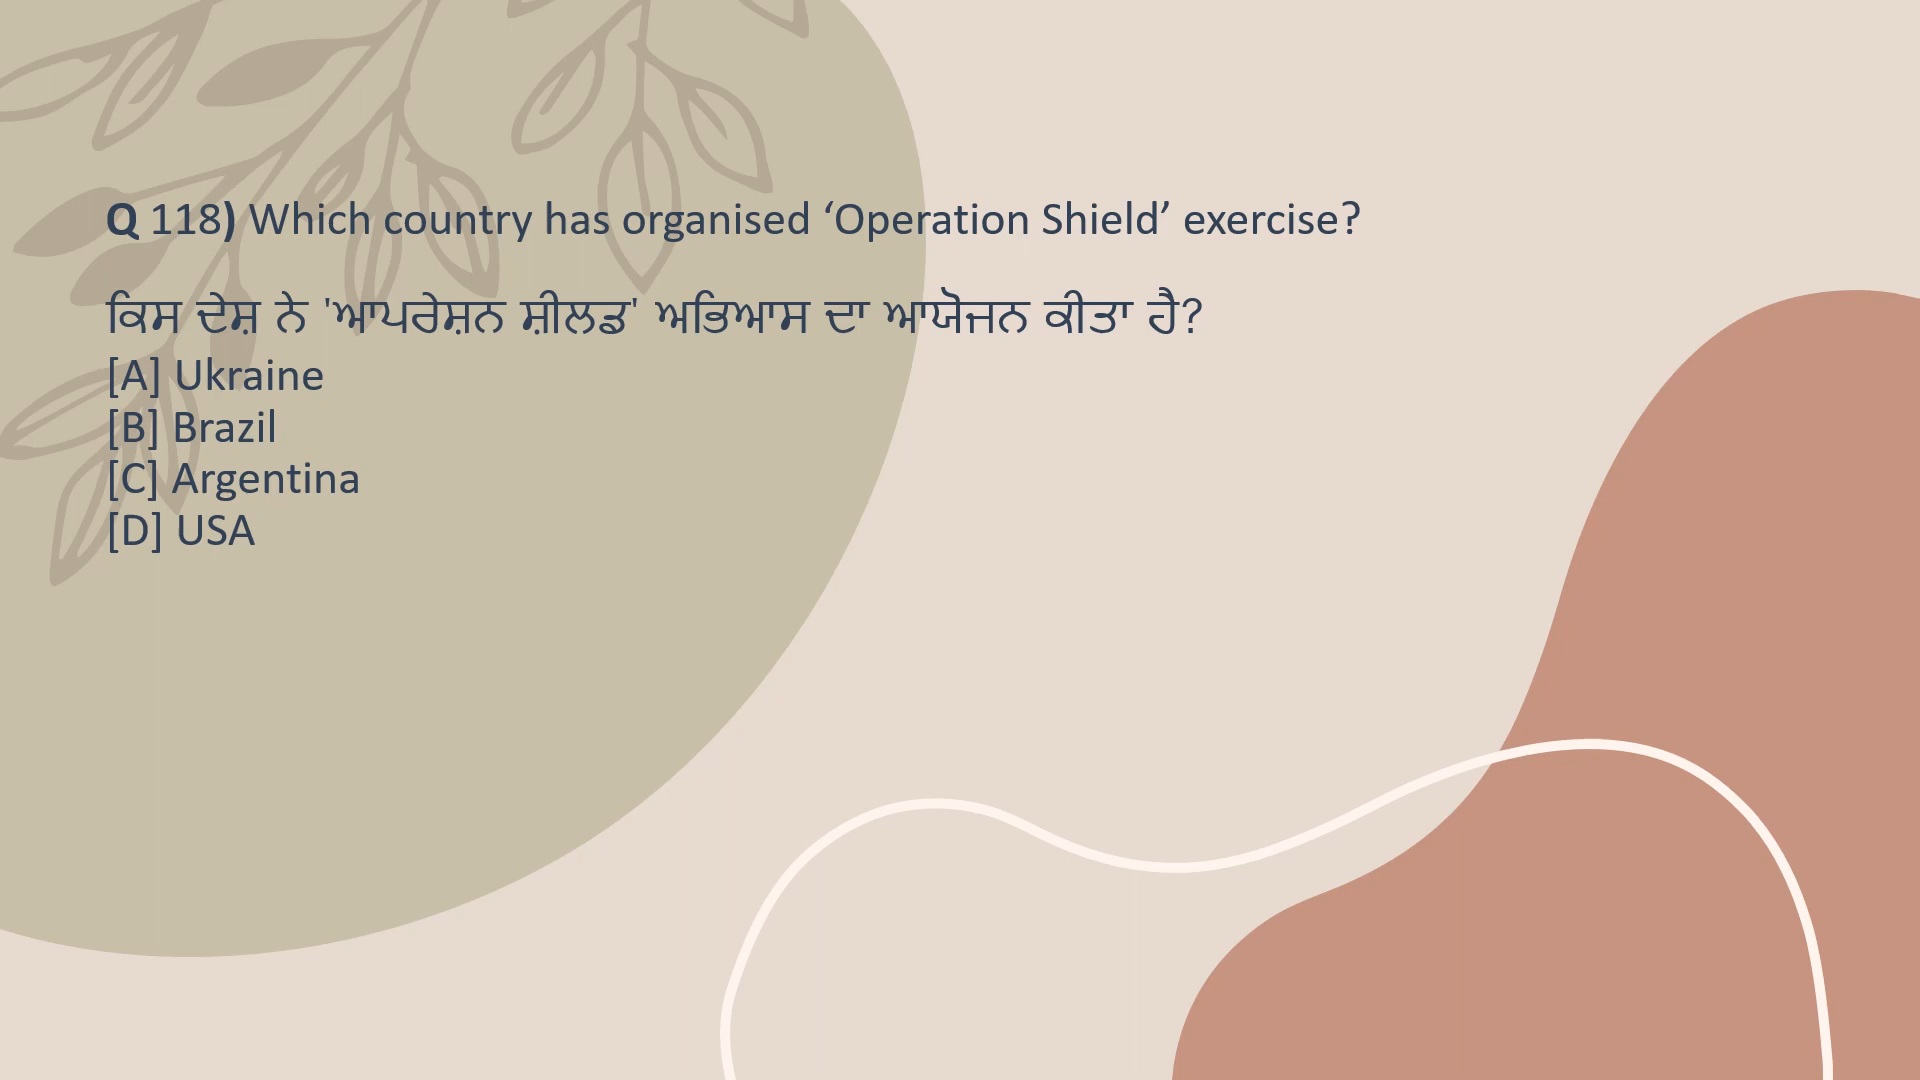 Q 118) Which country has organised ‘Operation Shield’ exercise?
ਕਿਸ ਦੇਸ਼ ਨੇ 'ਆਪਰੇਸ਼ਨ ਸ਼ੀਲਡ' ਅਭਿਆਸ ਦਾ ਆਯੋਜਨ ਕੀਤਾ ਹੈ?
[A] Ukraine
[B] Brazil
[C] Argentina
[D] USA